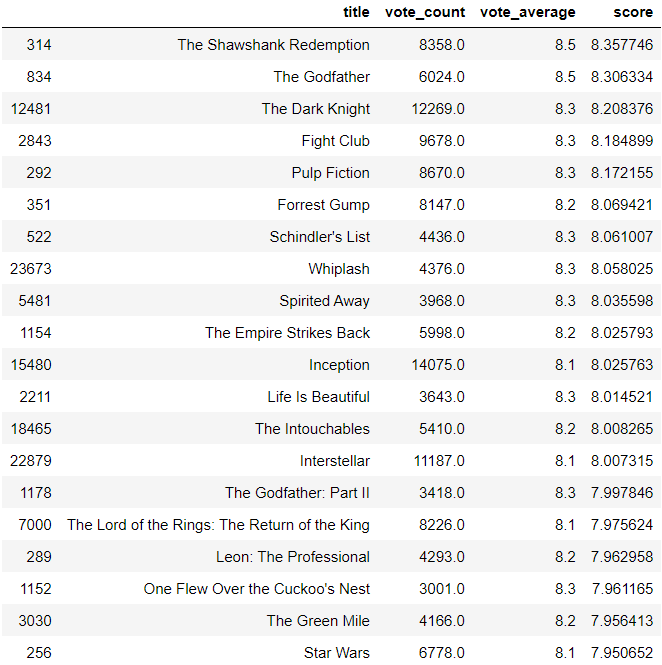 title vote_count vote_average score
314 The Shawshank Redemption 8358.0 8.5 8.357746
834 The Godfather 6024.0 8.5 8.306334
12481 The Dark Knight 12269.0 8.3 8.208376
2843 Fight Club 9678.0 8.3 8.184899
292 Pulp Fiction 8670.0 8.3 8.172155
351 Forrest Gump 8147.0 8.2 8.069421
522 Schindler's List 4436.0 8.3 8.061007
23673 Whiplash 4376.0 8.3 8.058025
5481 Spirited Away 3968.0 8.3 8.035598
1154 The Empire Strikes Back 5998.0 8.2 8.025793
15480 Inception 14075.0 8.1 8.025763
2211 Life Is Beautiful 3643.0 8.3 8.014521
18465 The Intouchables 5410.0 8.2 8.008265
22879 Interstellar 11187.0 8.1 8.007315
1178 The Godfather: Part II 3418.0 8.3 7.997846
7000 The Lord of the Rings: The Return of the King 8226.0 8.1 7.975624
289 Leon: The Professional 4293.0 8.2 7.962958
1152 One Flew Over the Cuckoo's Nest 3001.0 8.3 7.961165
3030 The Green Mile 4166.0 8.2 7.956413
256 Star Wars 6778.0 8.1 7.950652